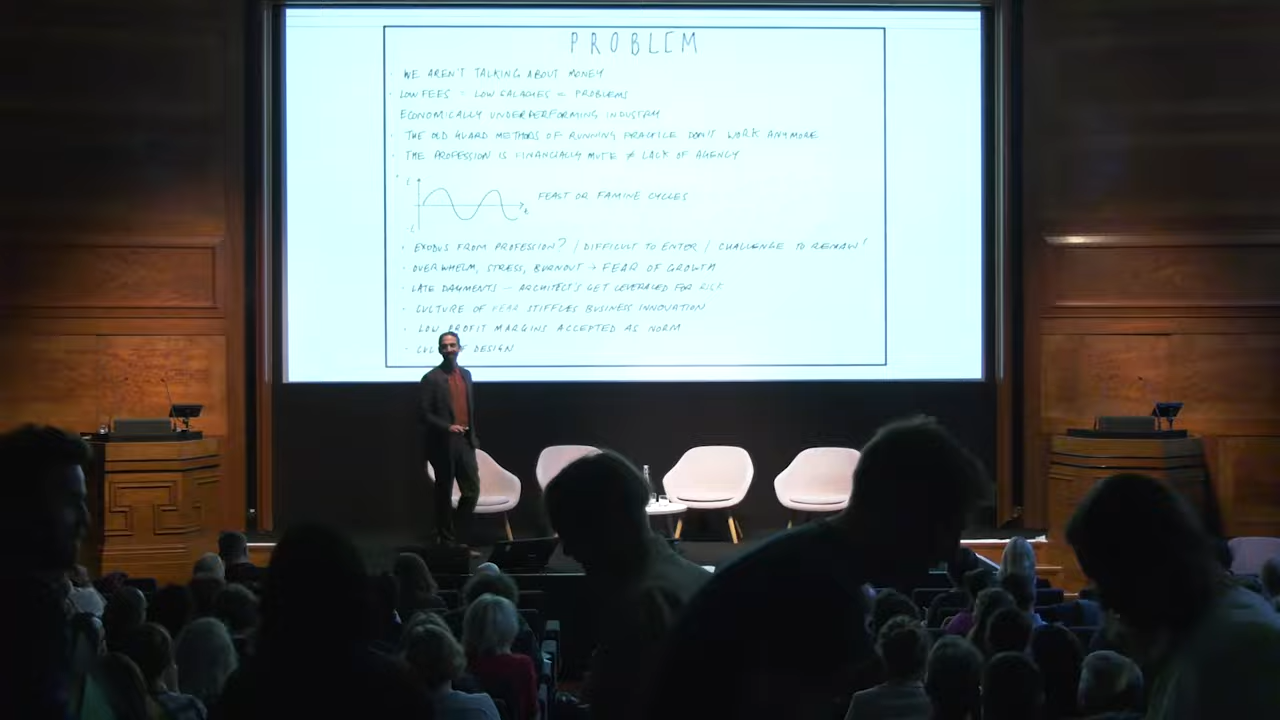 PROBLEM
· WE AREN'T TALKING ABOUT MONEY
· LOW FEES = LOW SALARIES = PROBLEMS
ECONOMICALLY UNDERPERFORMING INDUSTRY
· THE OLD GUARD METHODS OF RUNNING PRACTICE DON'T WORK ANYMORE
· THE PROFESSION IS FINANCIALLY MUTE ≠ LACK OF AGENCY
FEAST OR FAMINE CYCLES
· EXODUS FROM PROFESSION? / DIFFICULT TO ENTER / CHALLENGE TO REMAIN!
· OVERWHELM, STRESS, BURNOUT → FEAR OF GROWTH
· LATE PAYMENTS — ARCHITECT'S GET LEVERAGED FOR RISK
· CULTURE OF FEAR STIFFLES BUSINESS INNOVATION
· LOW PROFIT MARGINS ACCEPTED AS NORM
· DESIGN